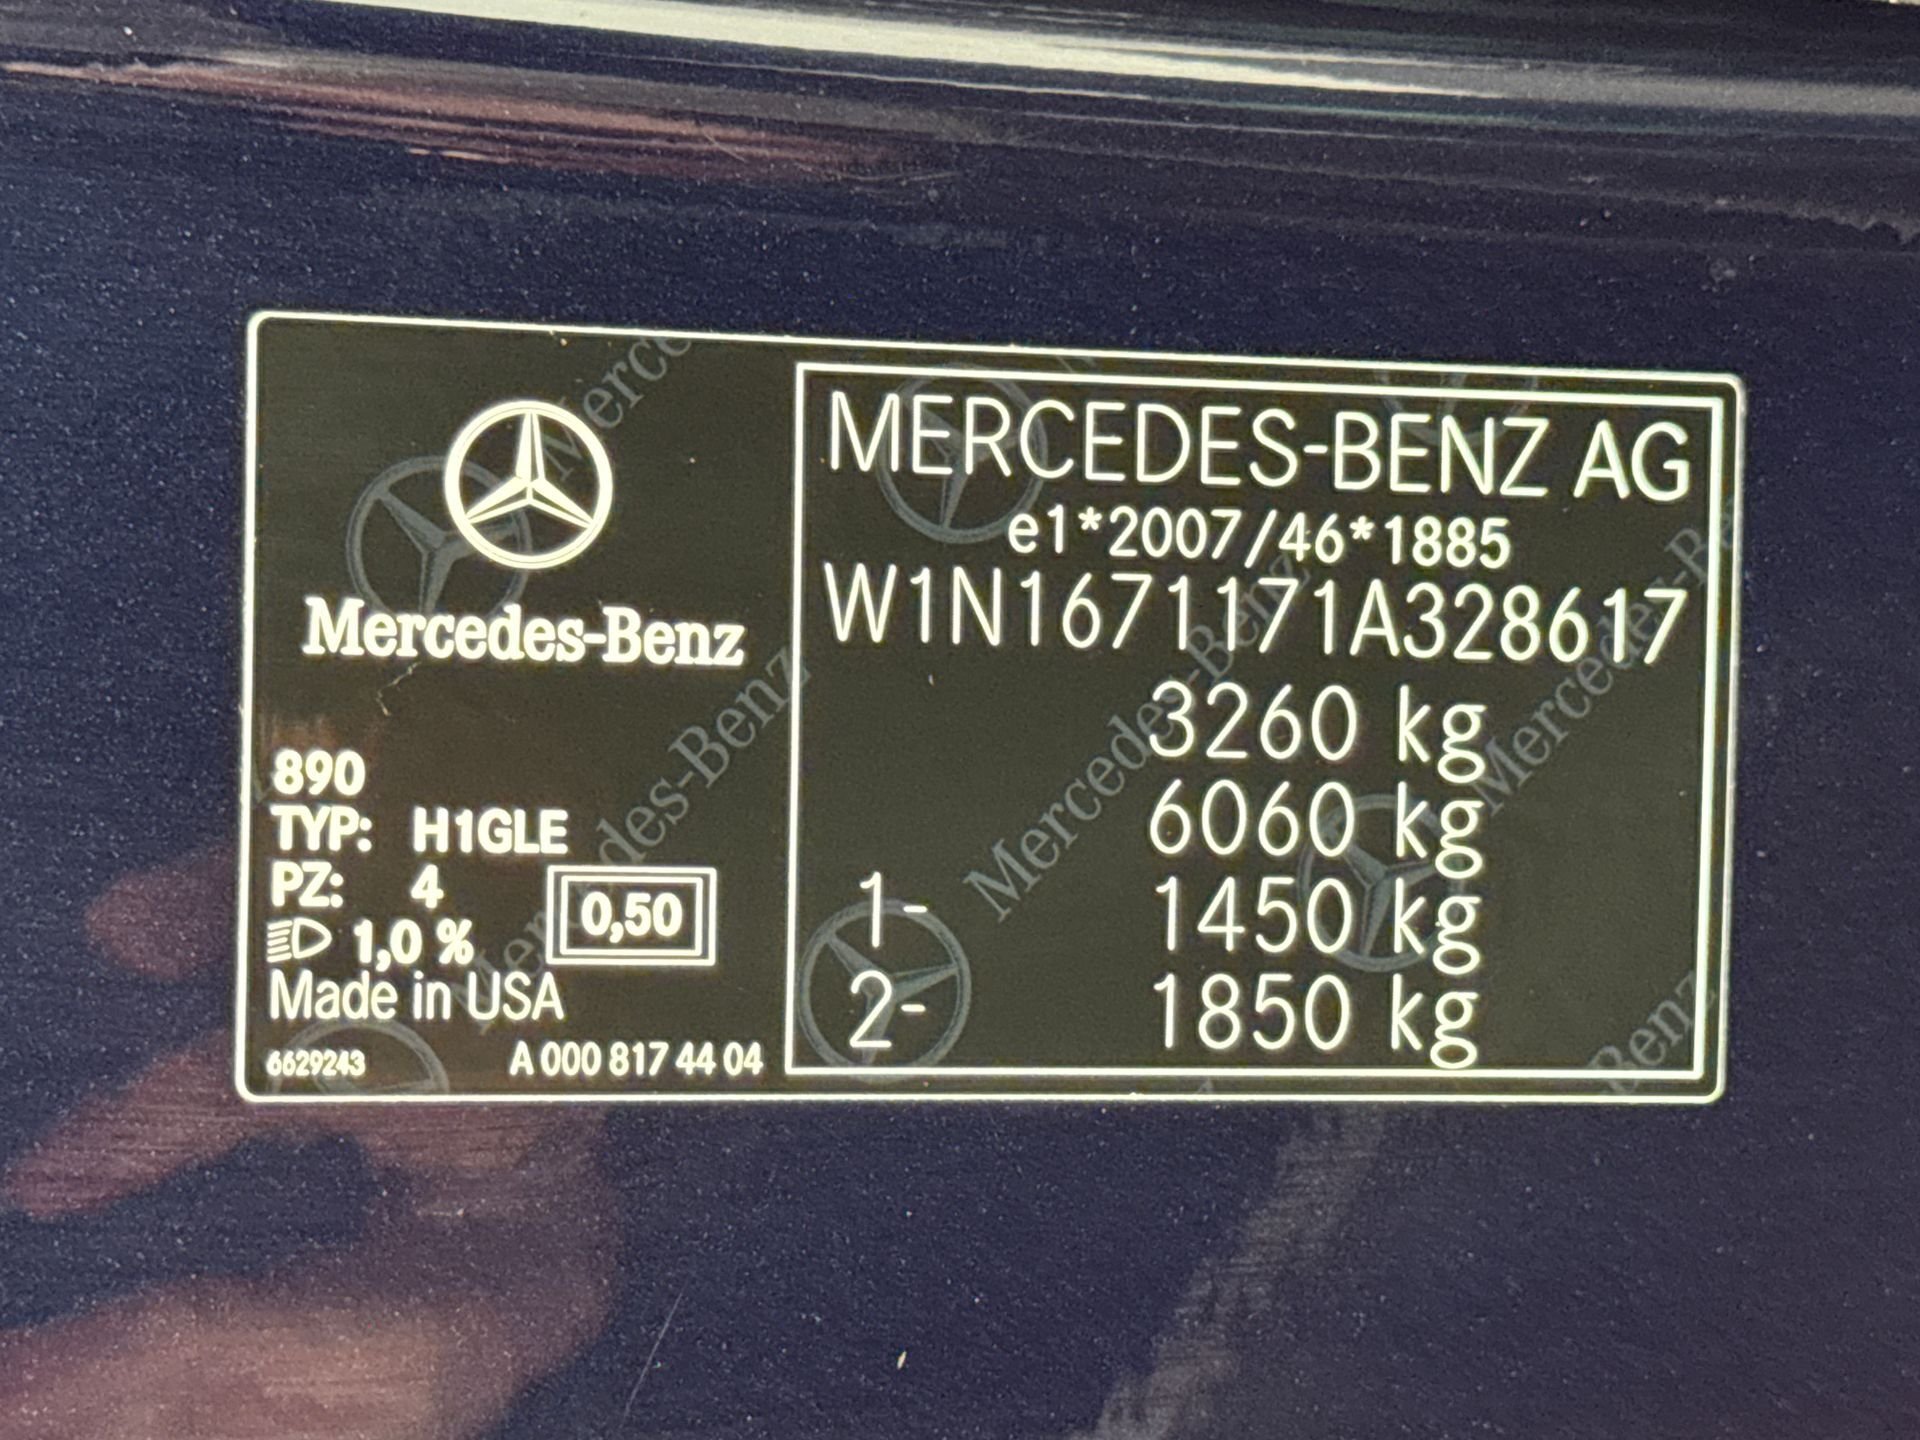 Mercedes-Benz
890
TYP: H1GLE
PZ: 4
1,0 %
0,50
Made in USA
6629243
A 000 817 44 04
MERCEDES-BENZ AG
e1*2007/46*1885
W1N1671171A328617
3260 kg
6060 kg
1- 1450 kg
2- 1850 kg